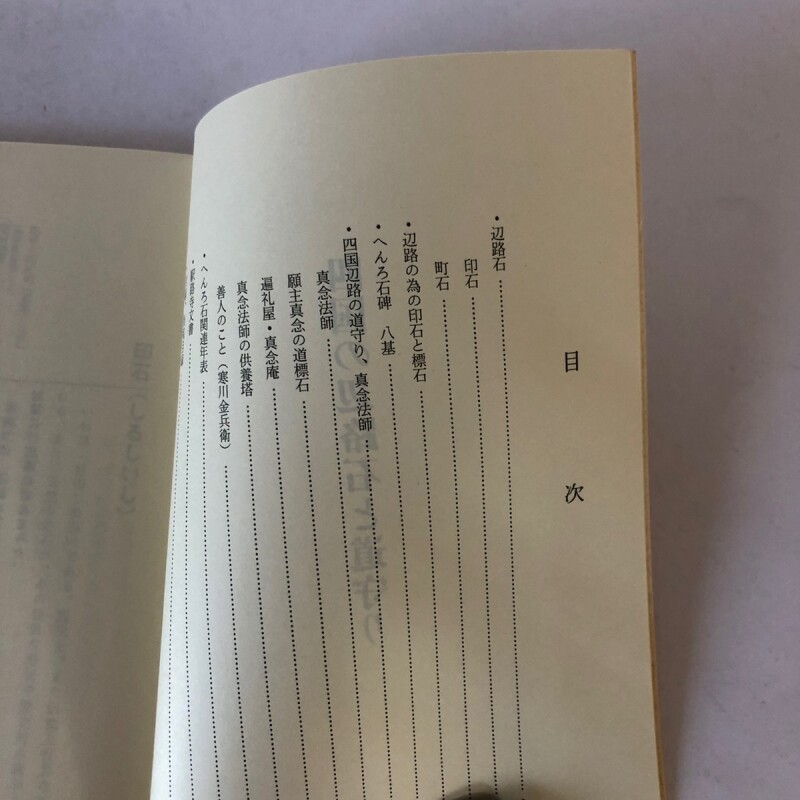 目次
・辺路石
印石
町石
・辺路の為の印石と標石
・へんろ石碑 八基
・四国辺路の道守り、真念法師
真念法師
願主真念の道標石
遍礼屋・真念庵
真念法師の供養塔
善人のこと（寒川金兵衛）
・へんろ石関連年表